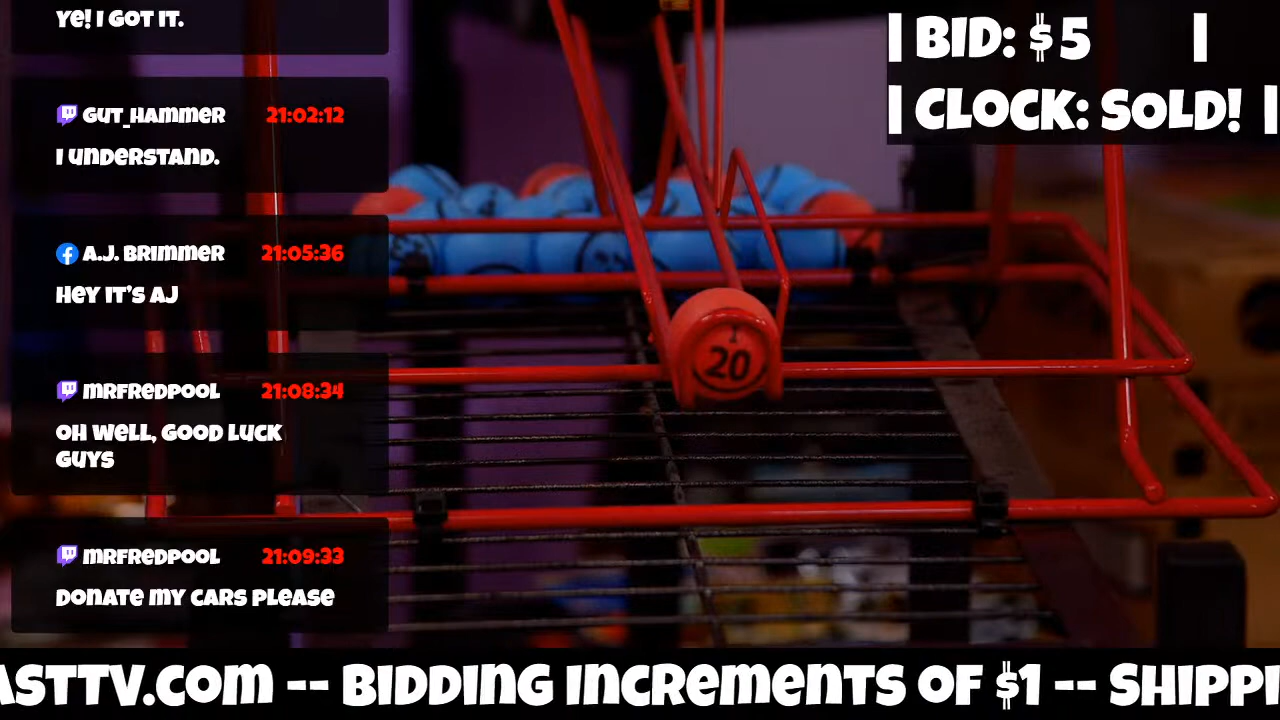 Ye! I got it.
Gut_Hammer 21:02:12
I understand.
A.J. Brimmer 21:05:36
Hey it's AJ
mrfredpool 21:08:34
Oh well, good luck
guys
mrfredpool 21:09:33
Donate my cars please
| BID: $5 |
| CLOCK: SOLD! |
I
20
ASTTV.com -- Bidding increments of $1 -- Shippi